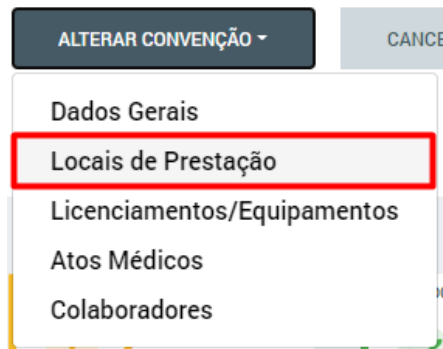 ALTERAR CONVENÇÃO
Dados Gerais
Locais de Prestação
Licenciamentos/Equipamentos
Atos Médicos
Colaboradores